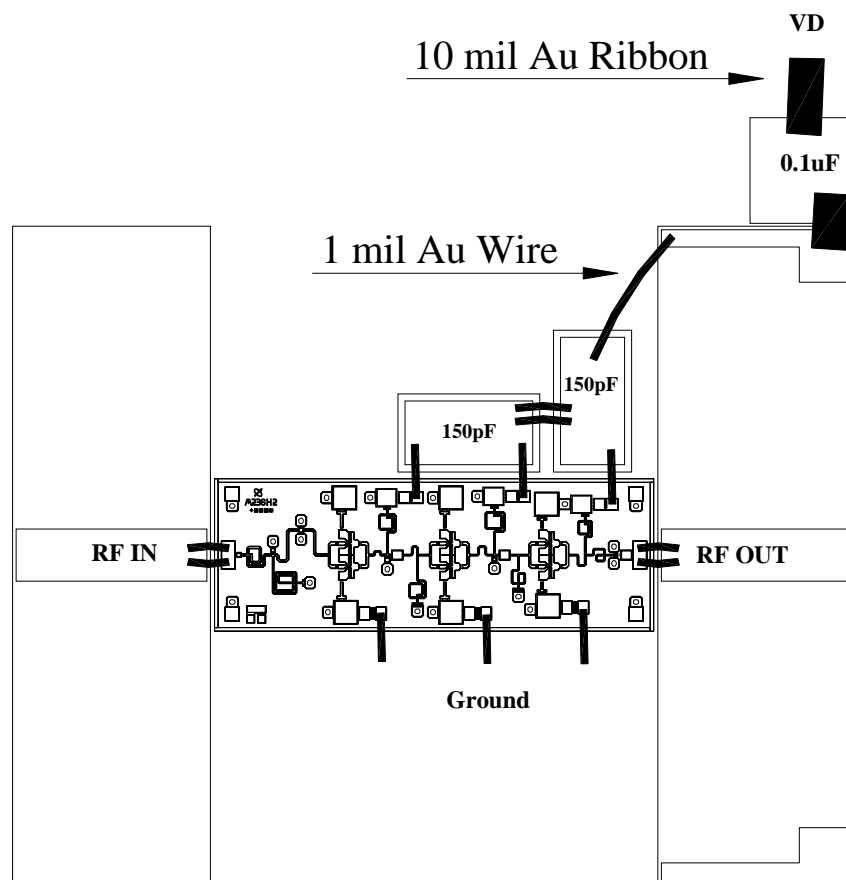 VD
10 mil Au Ribbon
0.1uF
1 mil Au Wire
150pF
150pF
RF IN
RF OUT
Ground